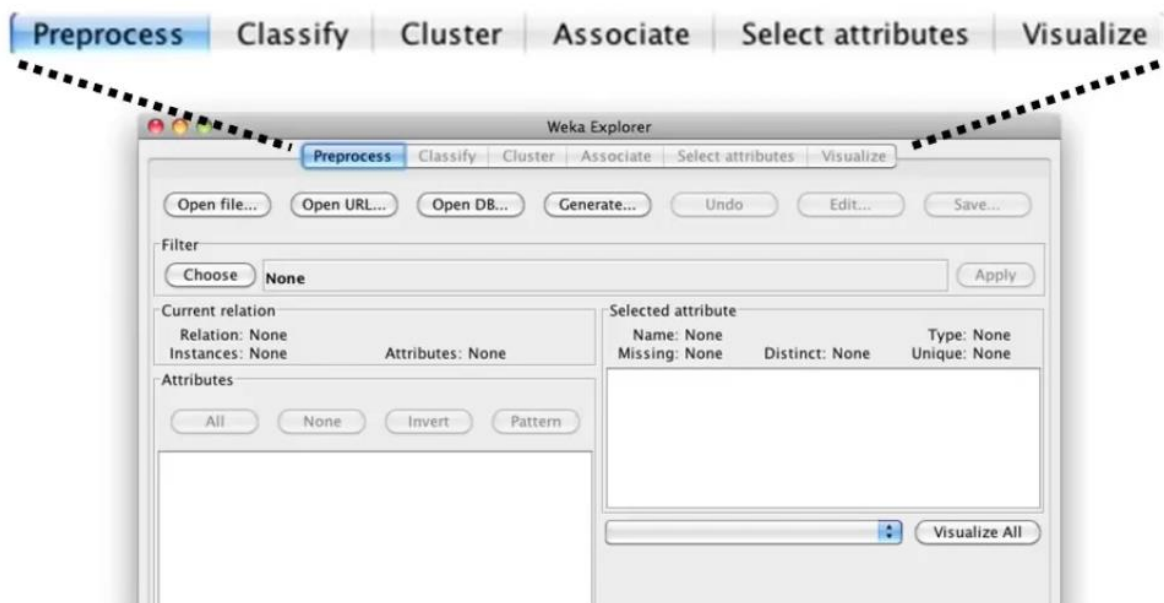 Preprocess Classify Cluster Associate Select attributes Visualize
Weka Explorer
Preprocess Classify Cluster Associate Select attributes Visualize
Open file... Open URL... Open DB... Generate... Undo Edit... Save...
Filter
Choose None Apply
Current relation
Relation: None
Instances: None Attributes: None
Selected attribute
Name: None Type: None
Missing: None Distinct: None Unique: None
Attributes
All None Invert Pattern
Visualize All